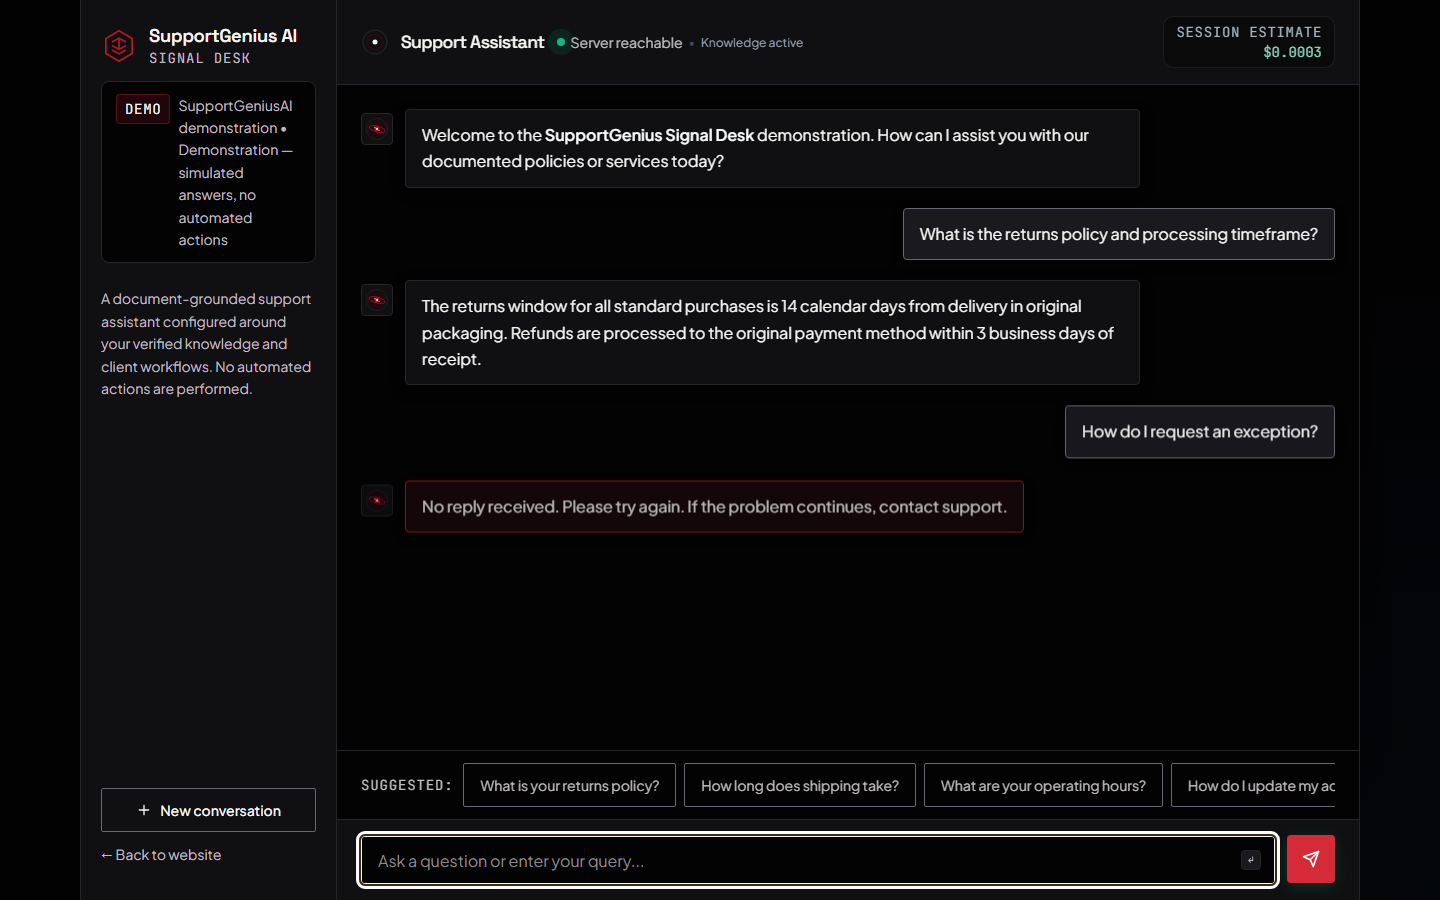 SupportGenius AI
SIGNAL DESK
DEMO
SupportGeniusAI
demonstration •
Demonstration —
simulated
answers, no
automated
actions
A document-grounded support
assistant configured around
your verified knowledge and
client workflows. No automated
actions are performed.
+ New conversation
← Back to website
Support Assistant
Server reachable • Knowledge active
SESSION ESTIMATE
$0.0003
Welcome to the SupportGenius Signal Desk demonstration. How can I assist you with our
documented policies or services today?
What is the returns policy and processing timeframe?
The returns window for all standard purchases is 14 calendar days from delivery in original
packaging. Refunds are processed to the original payment method within 3 business days of
receipt.
How do I request an exception?
No reply received. Please try again. If the problem continues, contact support.
SUGGESTED:
What is your returns policy?
How long does shipping take?
What are your operating hours?
How do I update my ac
Ask a question or enter your query...
↵